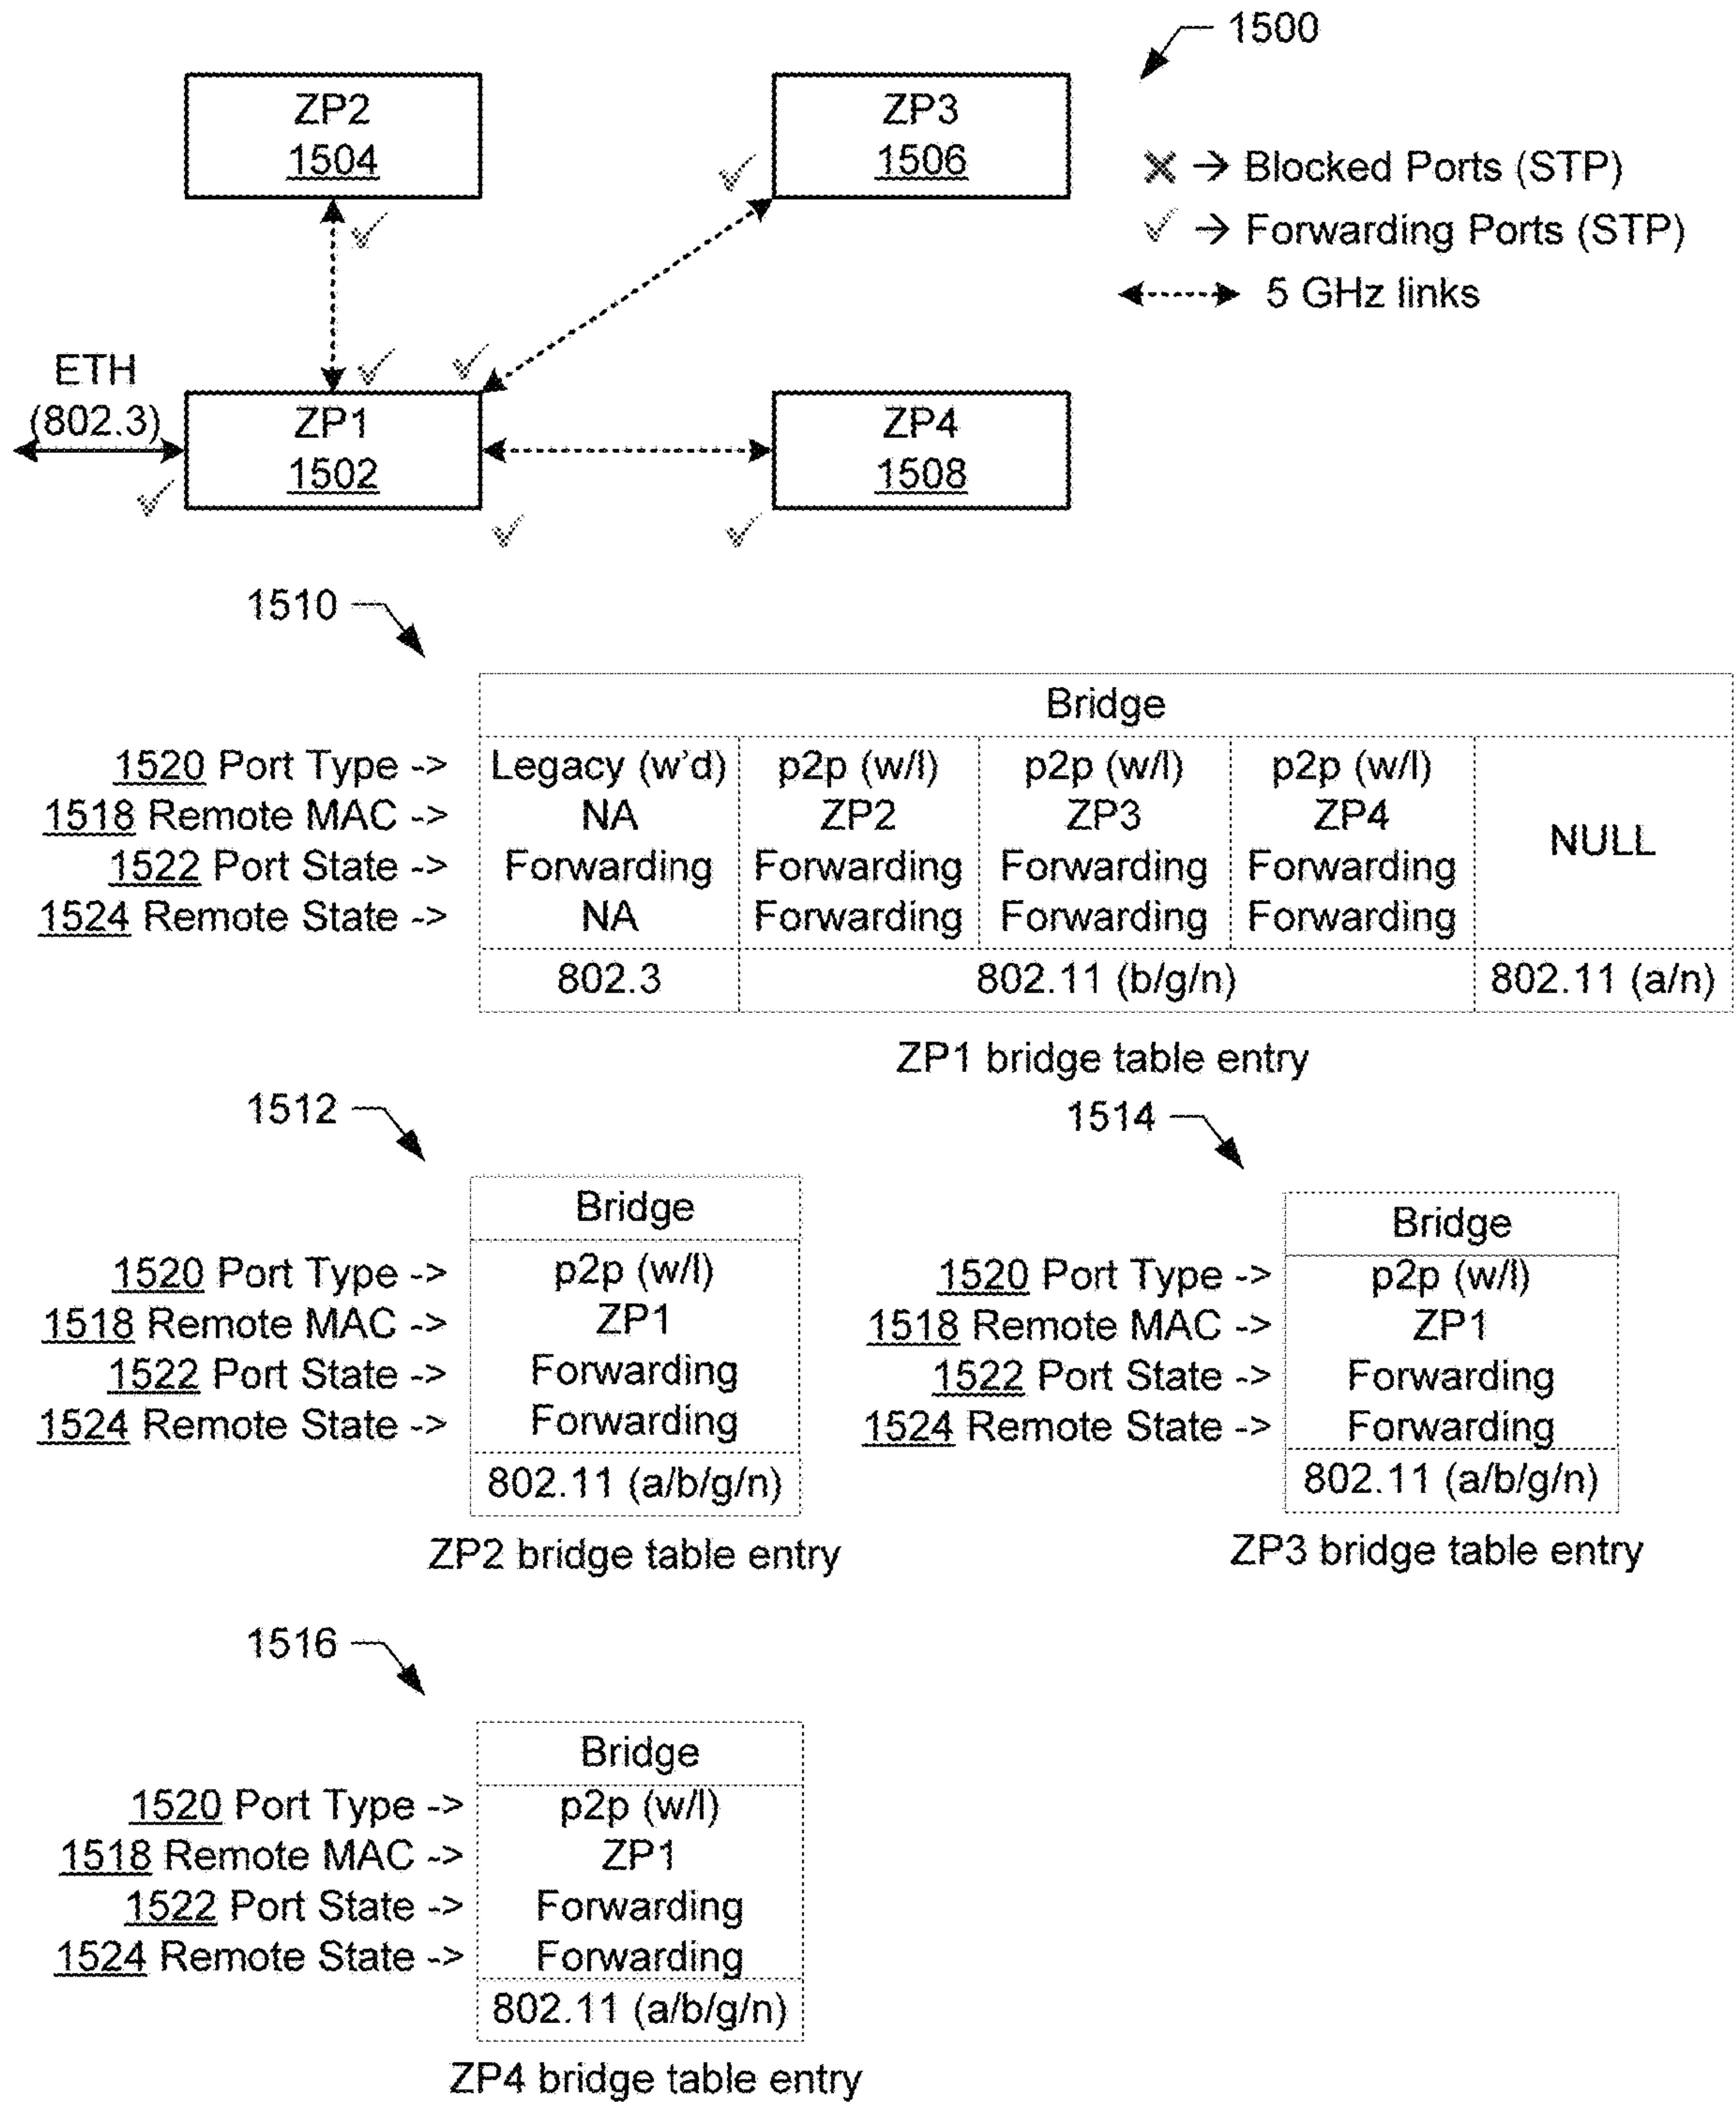 1500
ZP2
1504
ZP3
1506
X → Blocked Ports (STP)
✓ → Forwarding Ports (STP)
5 GHz links
ETH
(802.3)
ZP1
1502
ZP4
1508
1510
Bridge
1520 Port Type -> Legacy (w'd) p2p (w/l) p2p (w/l) p2p (w/l)
1518 Remote MAC -> NA ZP2 ZP3 ZP4
NULL
1522 Port State -> Forwarding Forwarding Forwarding Forwarding
1524 Remote State -> NA Forwarding Forwarding Forwarding
802.3 802.11 (b/g/n) 802.11 (a/n)
ZP1 bridge table entry
1512
Bridge
1520 Port Type -> p2p (w/l)
1518 Remote MAC -> ZP1
1522 Port State -> Forwarding
1524 Remote State -> Forwarding
802.11 (a/b/g/n)
ZP2 bridge table entry
1514
Bridge
1520 Port Type -> p2p (w/l)
1518 Remote MAC -> ZP1
1522 Port State -> Forwarding
1524 Remote State -> Forwarding
802.11 (a/b/g/n)
ZP3 bridge table entry
1516
Bridge
1520 Port Type -> p2p (w/l)
1518 Remote MAC -> ZP1
1522 Port State -> Forwarding
1524 Remote State -> Forwarding
802.11 (a/b/g/n)
ZP4 bridge table entry